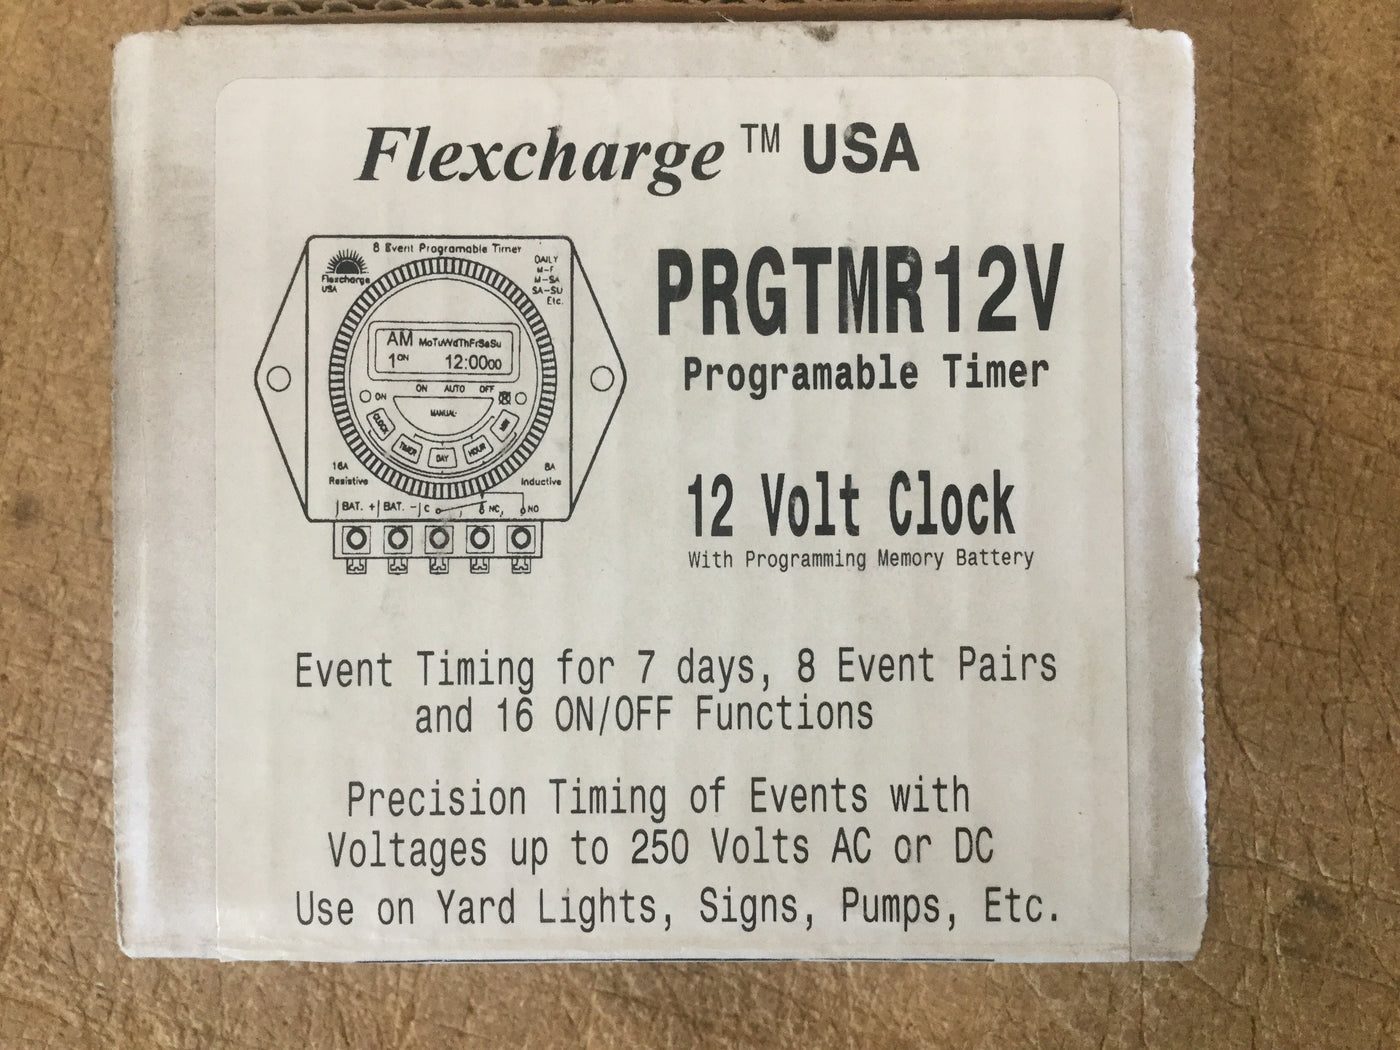 Flexcharge™ USA
8 Event Programable Timer
Flexcharge
USA
DAILY
M-F
M-SA
SA-SU
Etc.
AM MoTuWdThFrSaSu
1ON 12:0000
ON AUTO OFF
ON
MANUAL
CLOCK
TIMER
DAY
HOUR
MIN
16A
Resistive
8A
Inductive
BAT. + BAT. - C NC, NO
PRGTMR12V
Programable Timer
12 Volt Clock
With Programming Memory Battery
Event Timing for 7 days, 8 Event Pairs
and 16 ON/OFF Functions
Precision Timing of Events with
Voltages up to 250 Volts AC or DC
Use on Yard Lights, Signs, Pumps, Etc.